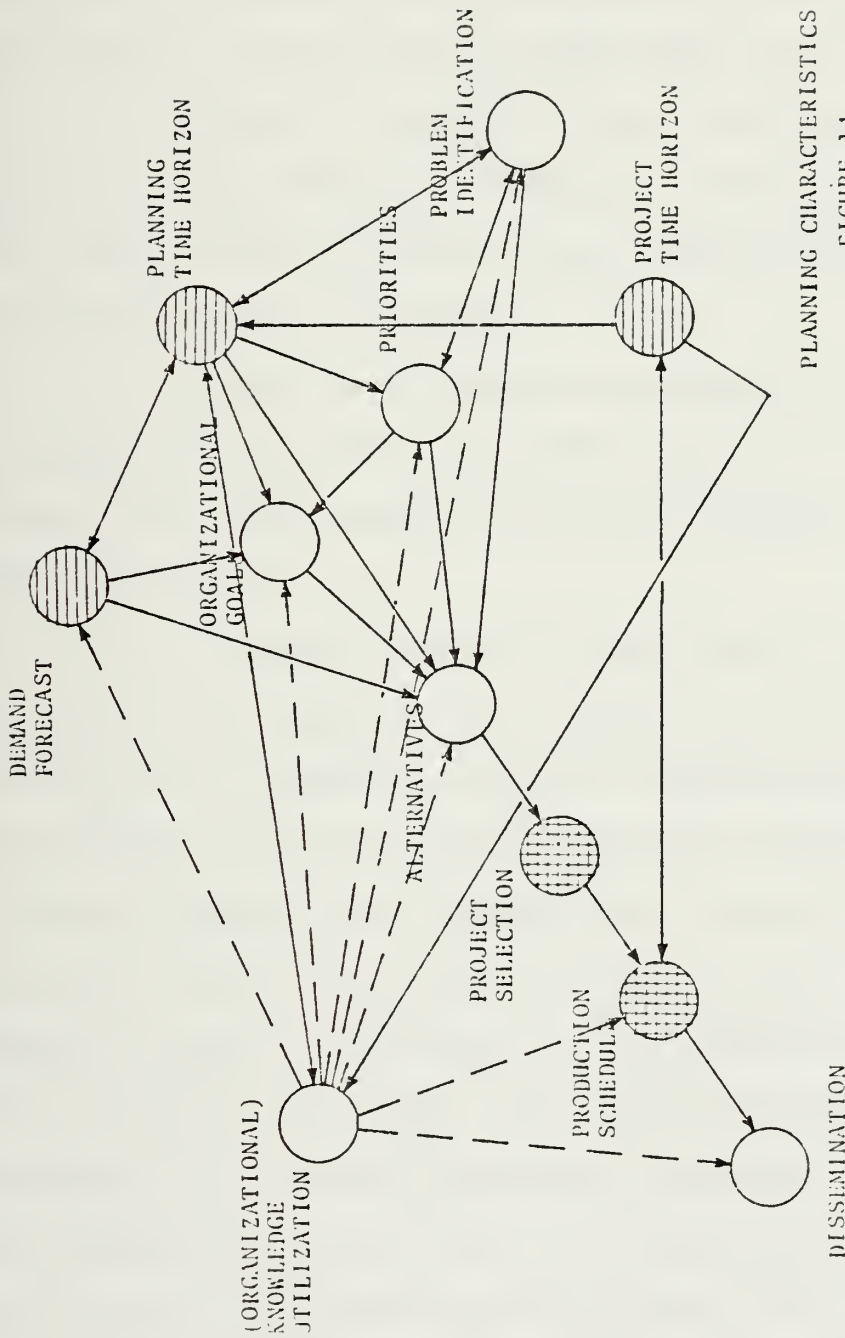 DEMAND
FORECAST
PLANNING
TIME HORIZON
(ORGANIZATIONAL)
KNOWLEDGE
UTILIZATION
ORGANIZATIONAL
GOALS
PRIORITIES
ALTERNATIVES
PROBLEM
IDENTIFICATION
PROJECT
SELECTION
PRODUCTION
SCHEDULE
PROJECT
TIME HORIZON
DISSEMINATION
PLANNING CHARACTERISTICS
FIGURE